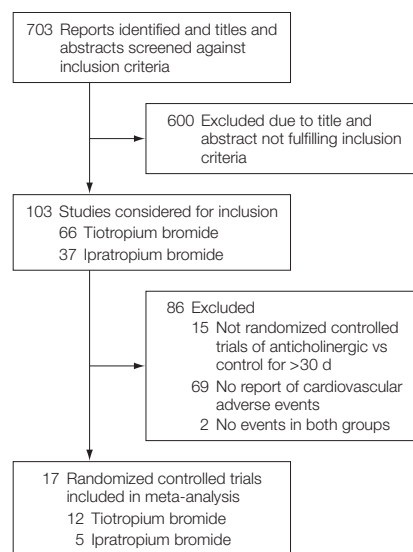 703 Reports identified and titles and
abstracts screened against
inclusion criteria
600 Excluded due to title and
abstract not fulfilling inclusion
criteria
103 Studies considered for inclusion
66 Tiotropium bromide
37 Ipratropium bromide
86 Excluded
15 Not randomized controlled
trials of anticholinergic vs
control for >30 d
69 No report of cardiovascular
adverse events
2 No events in both groups
17 Randomized controlled trials
included in meta-analysis
12 Tiotropium bromide
5 Ipratropium bromide